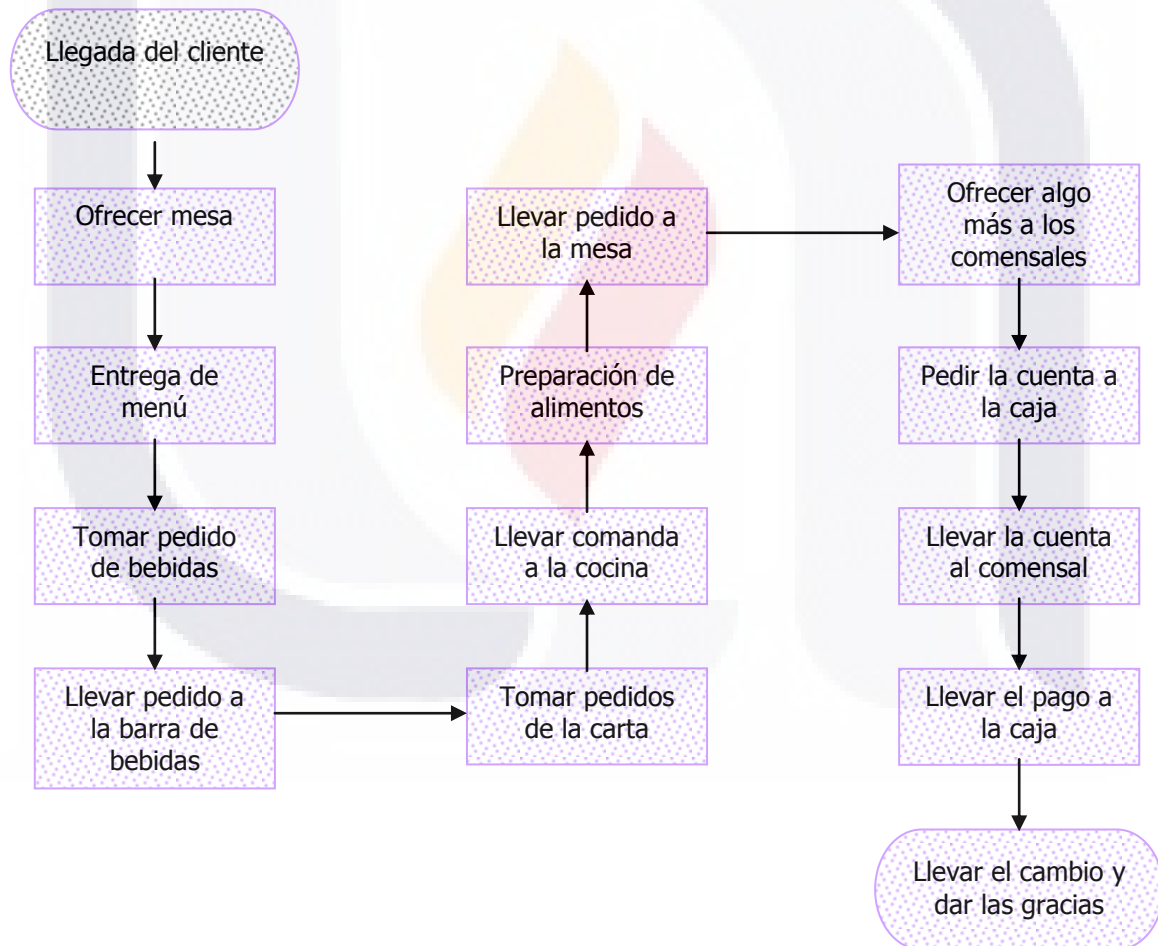 Llegada del cliente
Ofrecer mesa
Entrega de
menú
Tomar pedido
de bebidas
Llevar pedido a
la barra de
bebidas
Tomar pedidos
de la carta
Llevar comanda
a la cocina
Preparación de
alimentos
Llevar pedido a
la mesa
Ofrecer algo
más a los
comensales
Pedir la cuenta a
la caja
Llevar la cuenta
al comensal
Llevar el pago a
la caja
Llevar el cambio y
dar las gracias